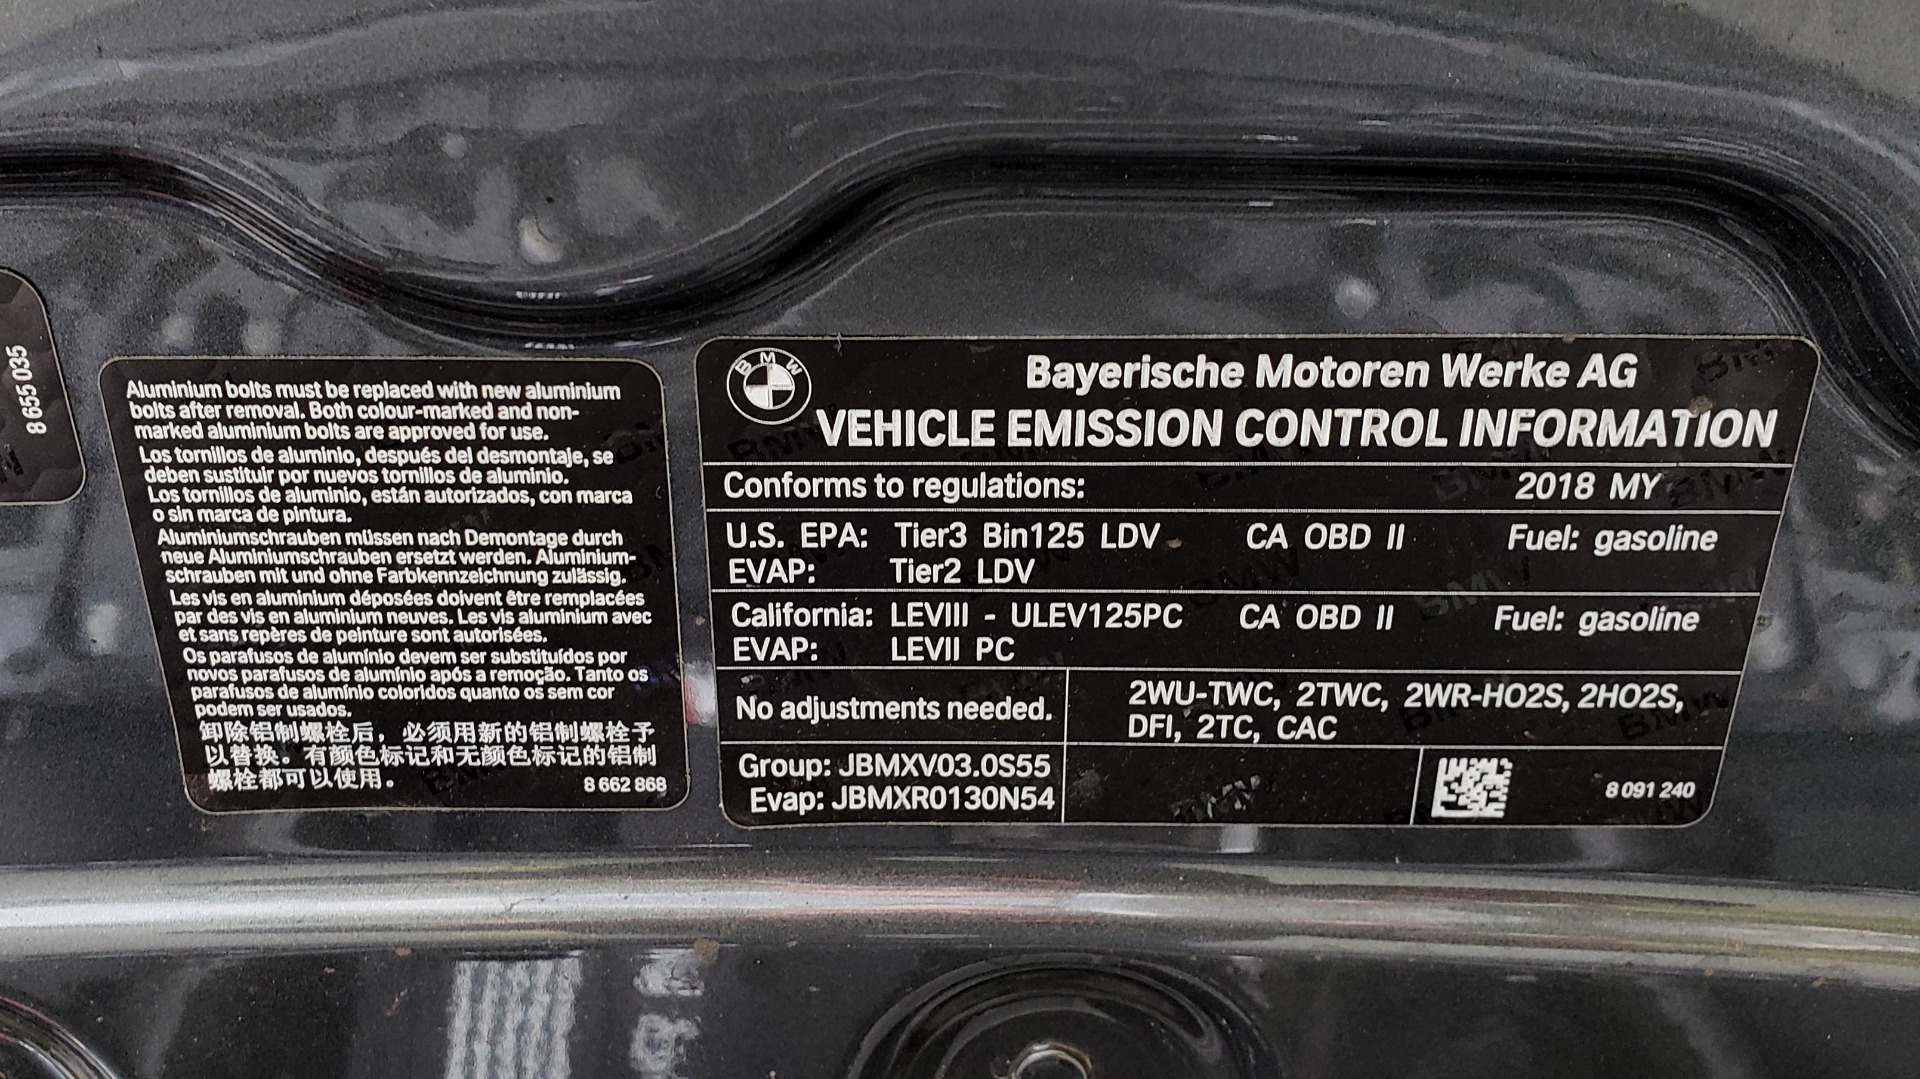 8 655 035
Aluminium bolts must be replaced with new aluminium
bolts after removal. Both colour-marked and non-
marked aluminium bolts are approved for use.
Los tornillos de aluminio, después del desmontaje, se
deben sustituir por nuevos tornillos de aluminio.
Los tornillos de aluminio, están autorizados, con marca
o sin marca de pintura.
Aluminiumschrauben müssen nach Demontage durch
neue Aluminiumschrauben ersetzt werden. Aluminium-
schrauben mit und ohne Farbkennzeichnung zulässig.
Les vis en aluminium déposées doivent être remplacées
par des vis en aluminium neuves. Les vis aluminium avec
et sans repères de peinture sont autorisées.
Os parafusos de alumínio devem ser substituídos por
novos parafusos de alumínio após a remoção. Tanto os
parafusos de alumínio coloridos quanto os sem cor
podem ser usados.
卸除铝制螺栓后，必须用新的铝制螺栓予
以替换。有颜色标记和无颜色标记的铝制
螺栓都可以使用。
8 662 868
BMW
Bayerische Motoren Werke AG
VEHICLE EMISSION CONTROL INFORMATION
Conforms to regulations: 2018 MY
U.S. EPA: Tier3 Bin125 LDV CA OBD II Fuel: gasoline
EVAP: Tier2 LDV
California: LEVIII - ULEV125PC CA OBD II Fuel: gasoline
EVAP: LEVII PC
No adjustments needed.
2WU-TWC, 2TWC, 2WR-HO2S, 2HO2S,
DFI, 2TC, CAC
Group: JBMXV03.0S55
Evap: JBMXR0130N54
8 091 240